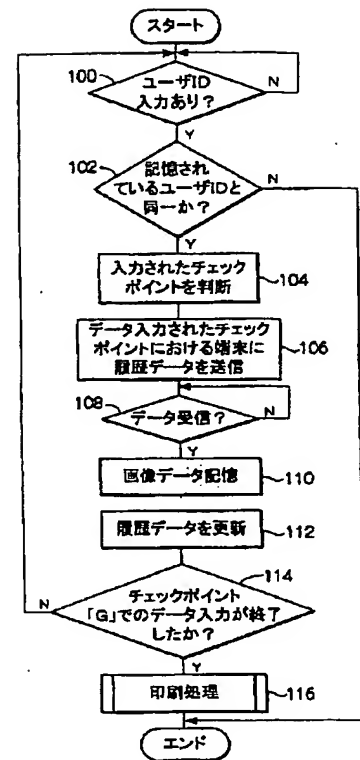 スタート
100
ユーザID
入力あり?
N
Y
102
記憶され
ているユーザIDと
同一か?
N
Y
入力されたチェック
ポイントを判断
104
データ入力されたチェック
ポイントにおける端末に
履歴データを送信
106
108
データ受信?
N
Y
画像データ記憶
110
履歴データを更新
112
114
チェックポイント
「G」でのデータ入力が終了
したか?
N
Y
印刷処理
116
エンド